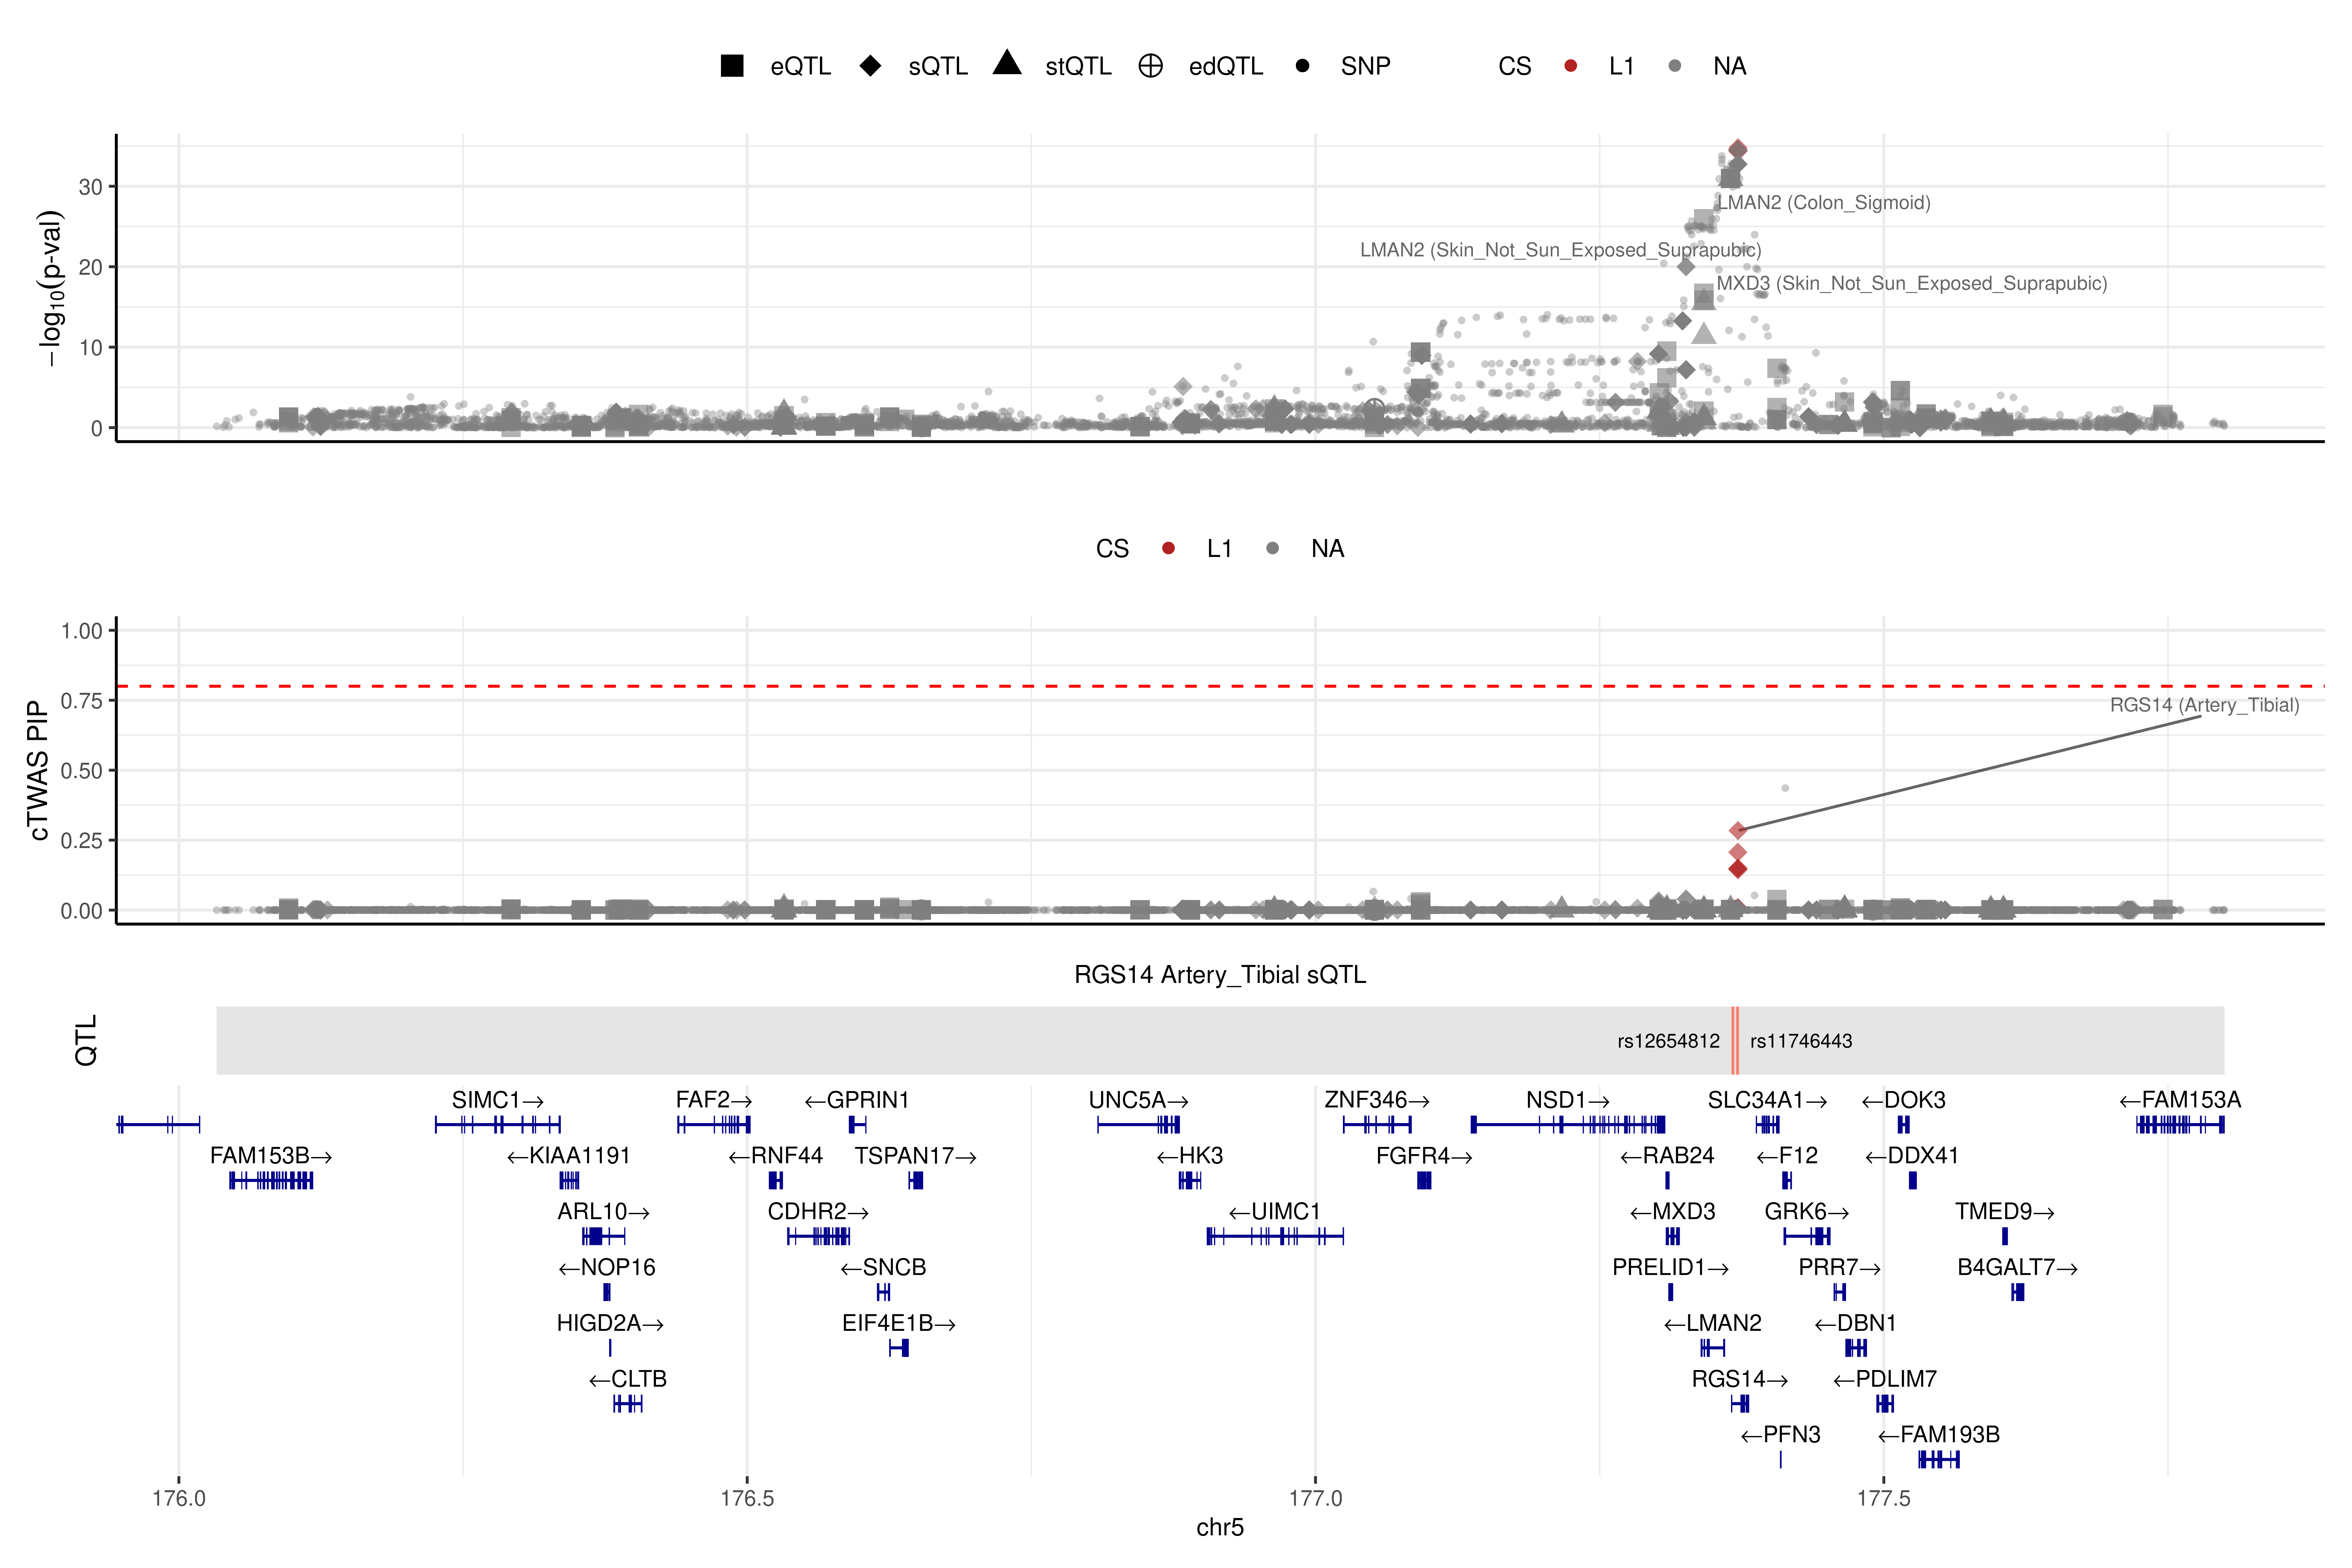 eQTL sQTL stQTL edQTL SNP CS L1 NA
−log10(p-val)
30
20
10
0
LMAN2 (Colon_Sigmoid)
LMAN2 (Skin_Not_Sun_Exposed_Suprapubic)
MXD3 (Skin_Not_Sun_Exposed_Suprapubic)
CS L1 NA
cTWAS PIP
1.00
0.75
0.50
0.25
0.00
RGS14 (Artery_Tibial)
RGS14 Artery_Tibial sQTL
QTL
rs12654812 rs11746443
SIMC1→ FAF2→ ←GPRIN1 UNC5A→ ZNF346→ NSD1→ SLC34A1→ ←DOK3 ←FAM153A
FAM153B→ ←KIAA1191 ←RNF44 TSPAN17→ ←HK3 FGFR4→ ←RAB24 ←F12 ←DDX41
ARL10→ CDHR2→ ←UIMC1 ←MXD3 GRK6→ TMED9→
←NOP16 ←SNCB PRELID1→ PRR7→ B4GALT7→
HIGD2A→ EIF4E1B→ ←LMAN2 ←DBN1
←CLTB RGS14→ ←PDLIM7
←PFN3 ←FAM193B
176.0 176.5 177.0 177.5
chr5